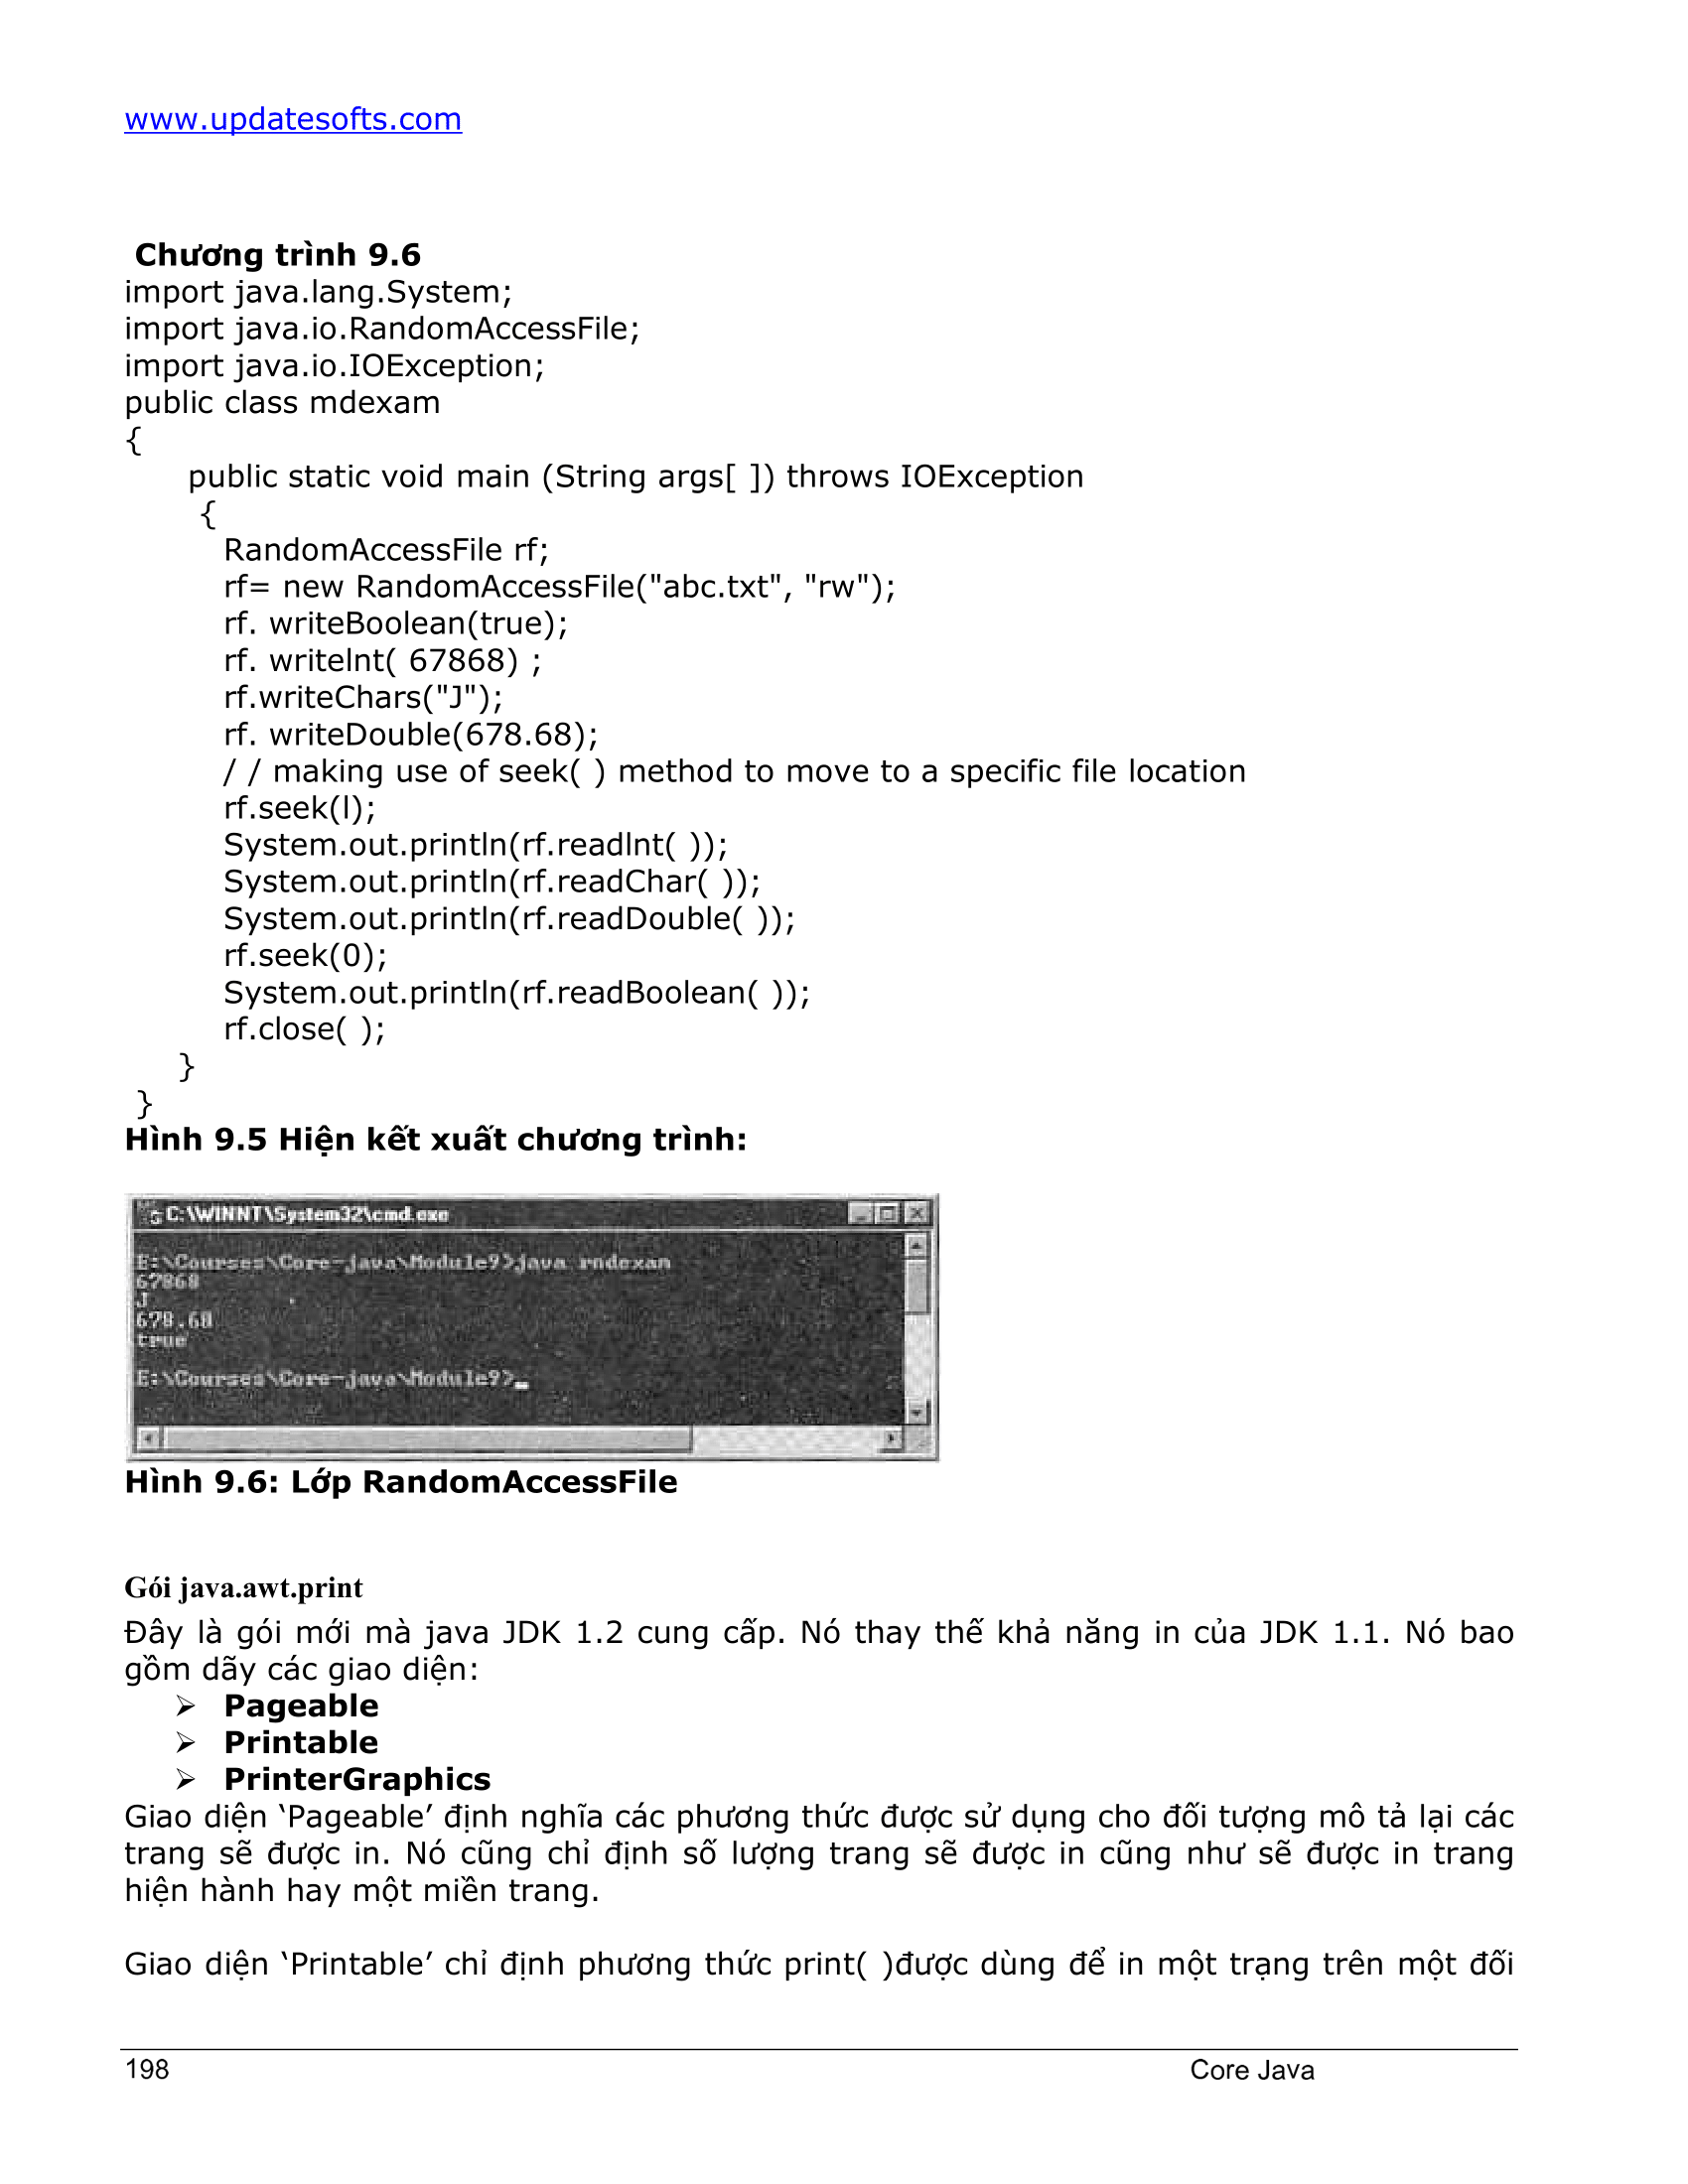 www.updatesofts.com
Chương trình 9.6
import java.lang.System;
import java.io.RandomAccessFile;
import java.io.IOException;
public class mdexam
{
public static void main (String args[ ]) throws IOException
{
RandomAccessFile rf;
rf= new RandomAccessFile("abc.txt", "rw");
rf. writeBoolean(true);
rf. writelnt( 67868) ;
rf.writeChars("J");
rf. writeDouble(678.68);
/ / making use of seek( ) method to move to a specific file location
rf.seek(l);
System.out.println(rf.readlnt( ));
System.out.println(rf.readChar( ));
System.out.println(rf.readDouble( ));
rf.seek(0);
System.out.println(rf.readBoolean( ));
rf.close( );
}
}
Hình 9.5 Hiện kết xuất chương trình:
C:\WINNT\System32\cmd.exe
E:\Courses\Core-java\Module9>java rndexam
67868
J
678.68
true
E:\Courses\Core-java\Module9>
Hình 9.6: Lớp RandomAccessFile
Gói java.awt.print
Đây là gói mới mà java JDK 1.2 cung cấp. Nó thay thế khả năng in của JDK 1.1. Nó bao
gồm dãy các giao diện:
➢ Pageable
➢ Printable
➢ PrinterGraphics
Giao diện ‘Pageable’ định nghĩa các phương thức được sử dụng cho đối tượng mô tả lại các
trang sẽ được in. Nó cũng chỉ định số lượng trang sẽ được in cũng như sẽ được in trang
hiện hành hay một miền trang.
Giao diện ‘Printable’ chỉ định phương thức print( )được dùng để in một trạng trên một đối
198 Core Java